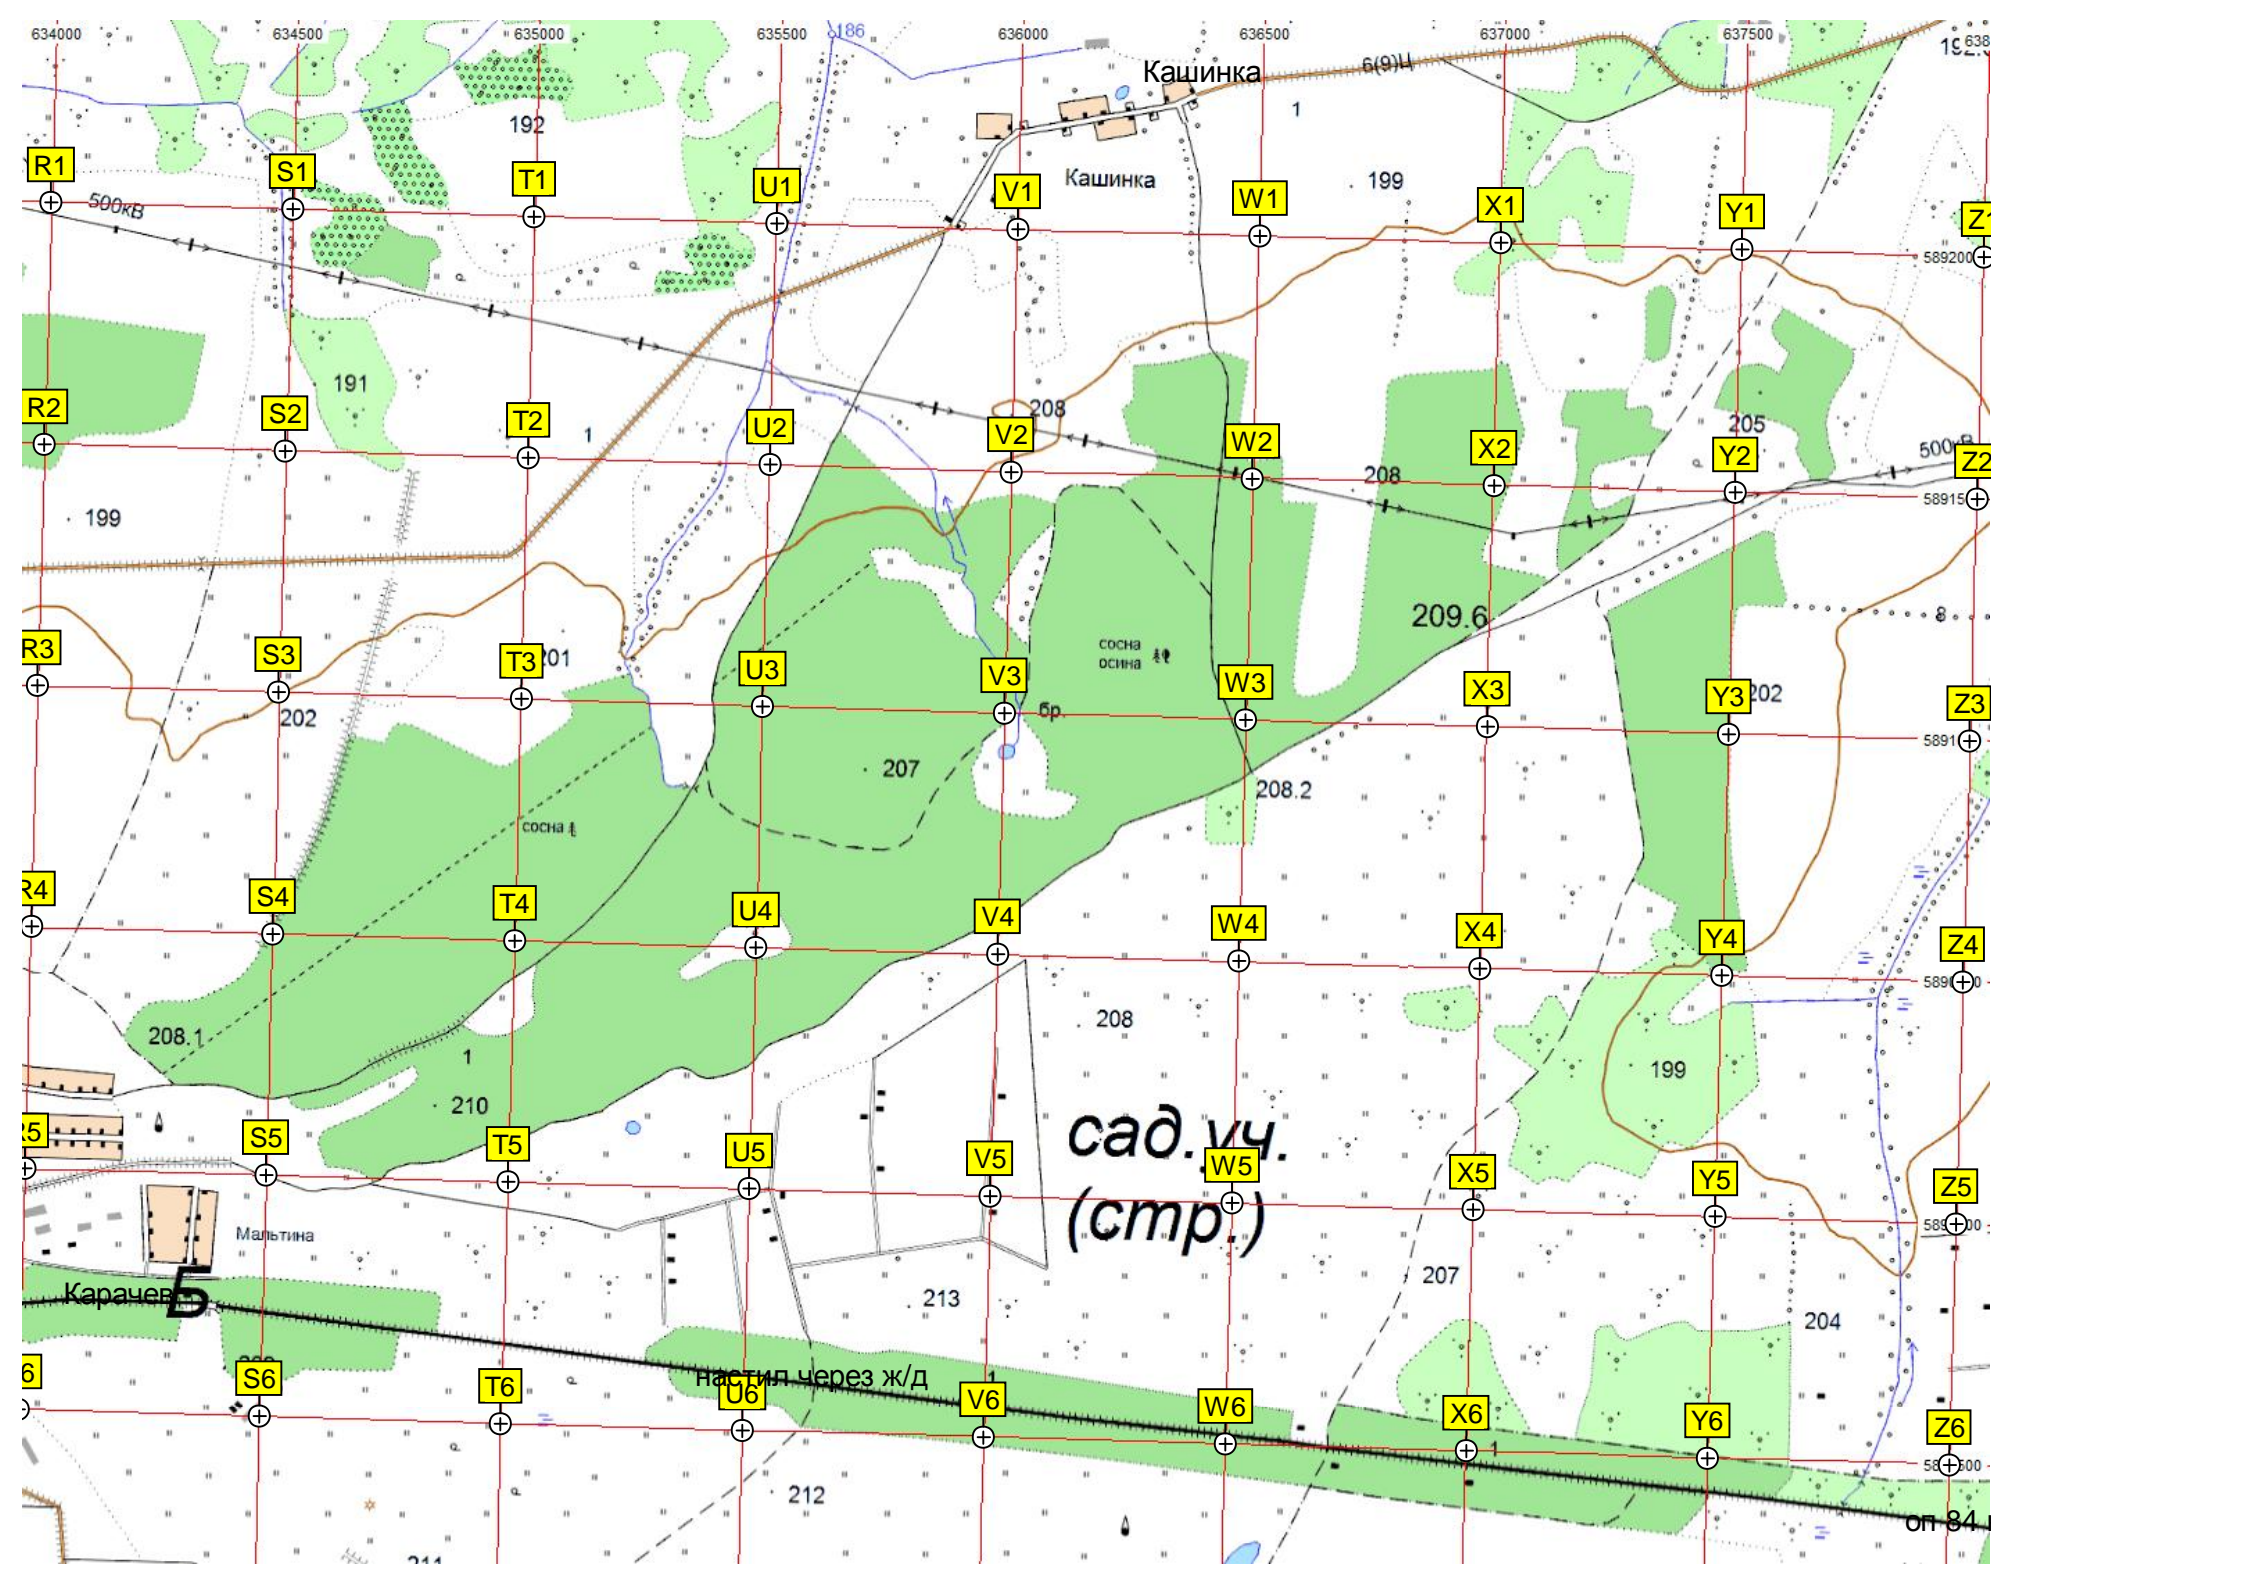 634000 634500 635000 635500 186 636000 636500 637000 637500
Кашинка 6(9)Ц
192 1
R1 S1 T1 U1 V1 W1 X1 Y1
500кВ Кашинка 199
191 208
R2 S2 T2 U2 V2 W2 X2 Y2 Z2
1 208 205 500кВ
199
209.6 8
сосна
осина
R3 S3 T3 U3 V3 W3 X3 Y3 Z3
201 202 бр. 202
207 208.2
сосна
R4 S4 T4 U4 V4 W4 X4 Y4 Z4
208.1 1 208 199
210
сад.уч.
R5 S5 T5 U5 V5 W5 X5 Y5 Z5
(стр.)
Мальтина
Карачев Б 213 207 204
настил через ж/д
S6 T6 U6 V6 W6 X6 Y6 Z6
1 1
212
оп 84